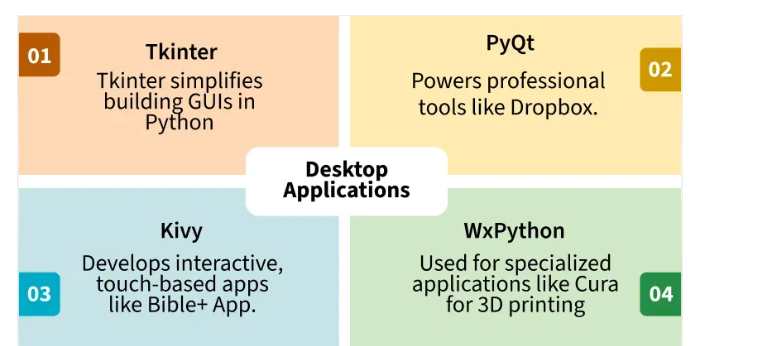 01
Tkinter
Tkinter simplifies
building GUIs in
Python
PyQt
02
Powers professional
tools like Dropbox.
Desktop
Applications
Kivy
Develops interactive,
touch-based apps
like Bible+ App.
03
WxPython
Used for specialized
applications like Cura
for 3D printing
04